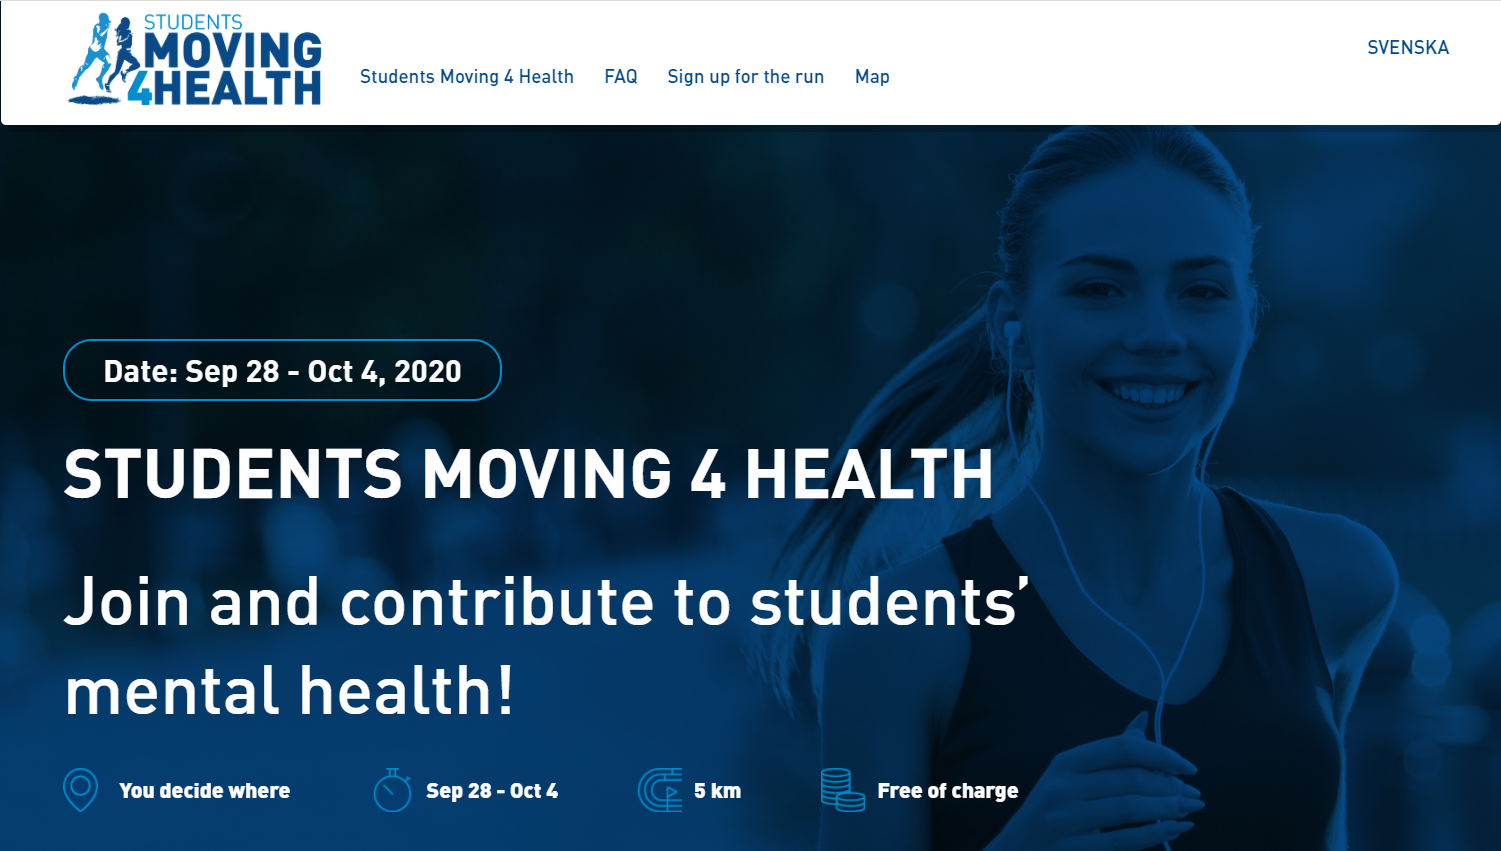 STUDENTS
MOVING
4HEALTH
Students Moving 4 Health FAQ Sign up for the run Map
SVENSKA
Date: Sep 28 - Oct 4, 2020
STUDENTS MOVING 4 HEALTH
Join and contribute to students’
mental health!
You decide where Sep 28 - Oct 4 5 km Free of charge